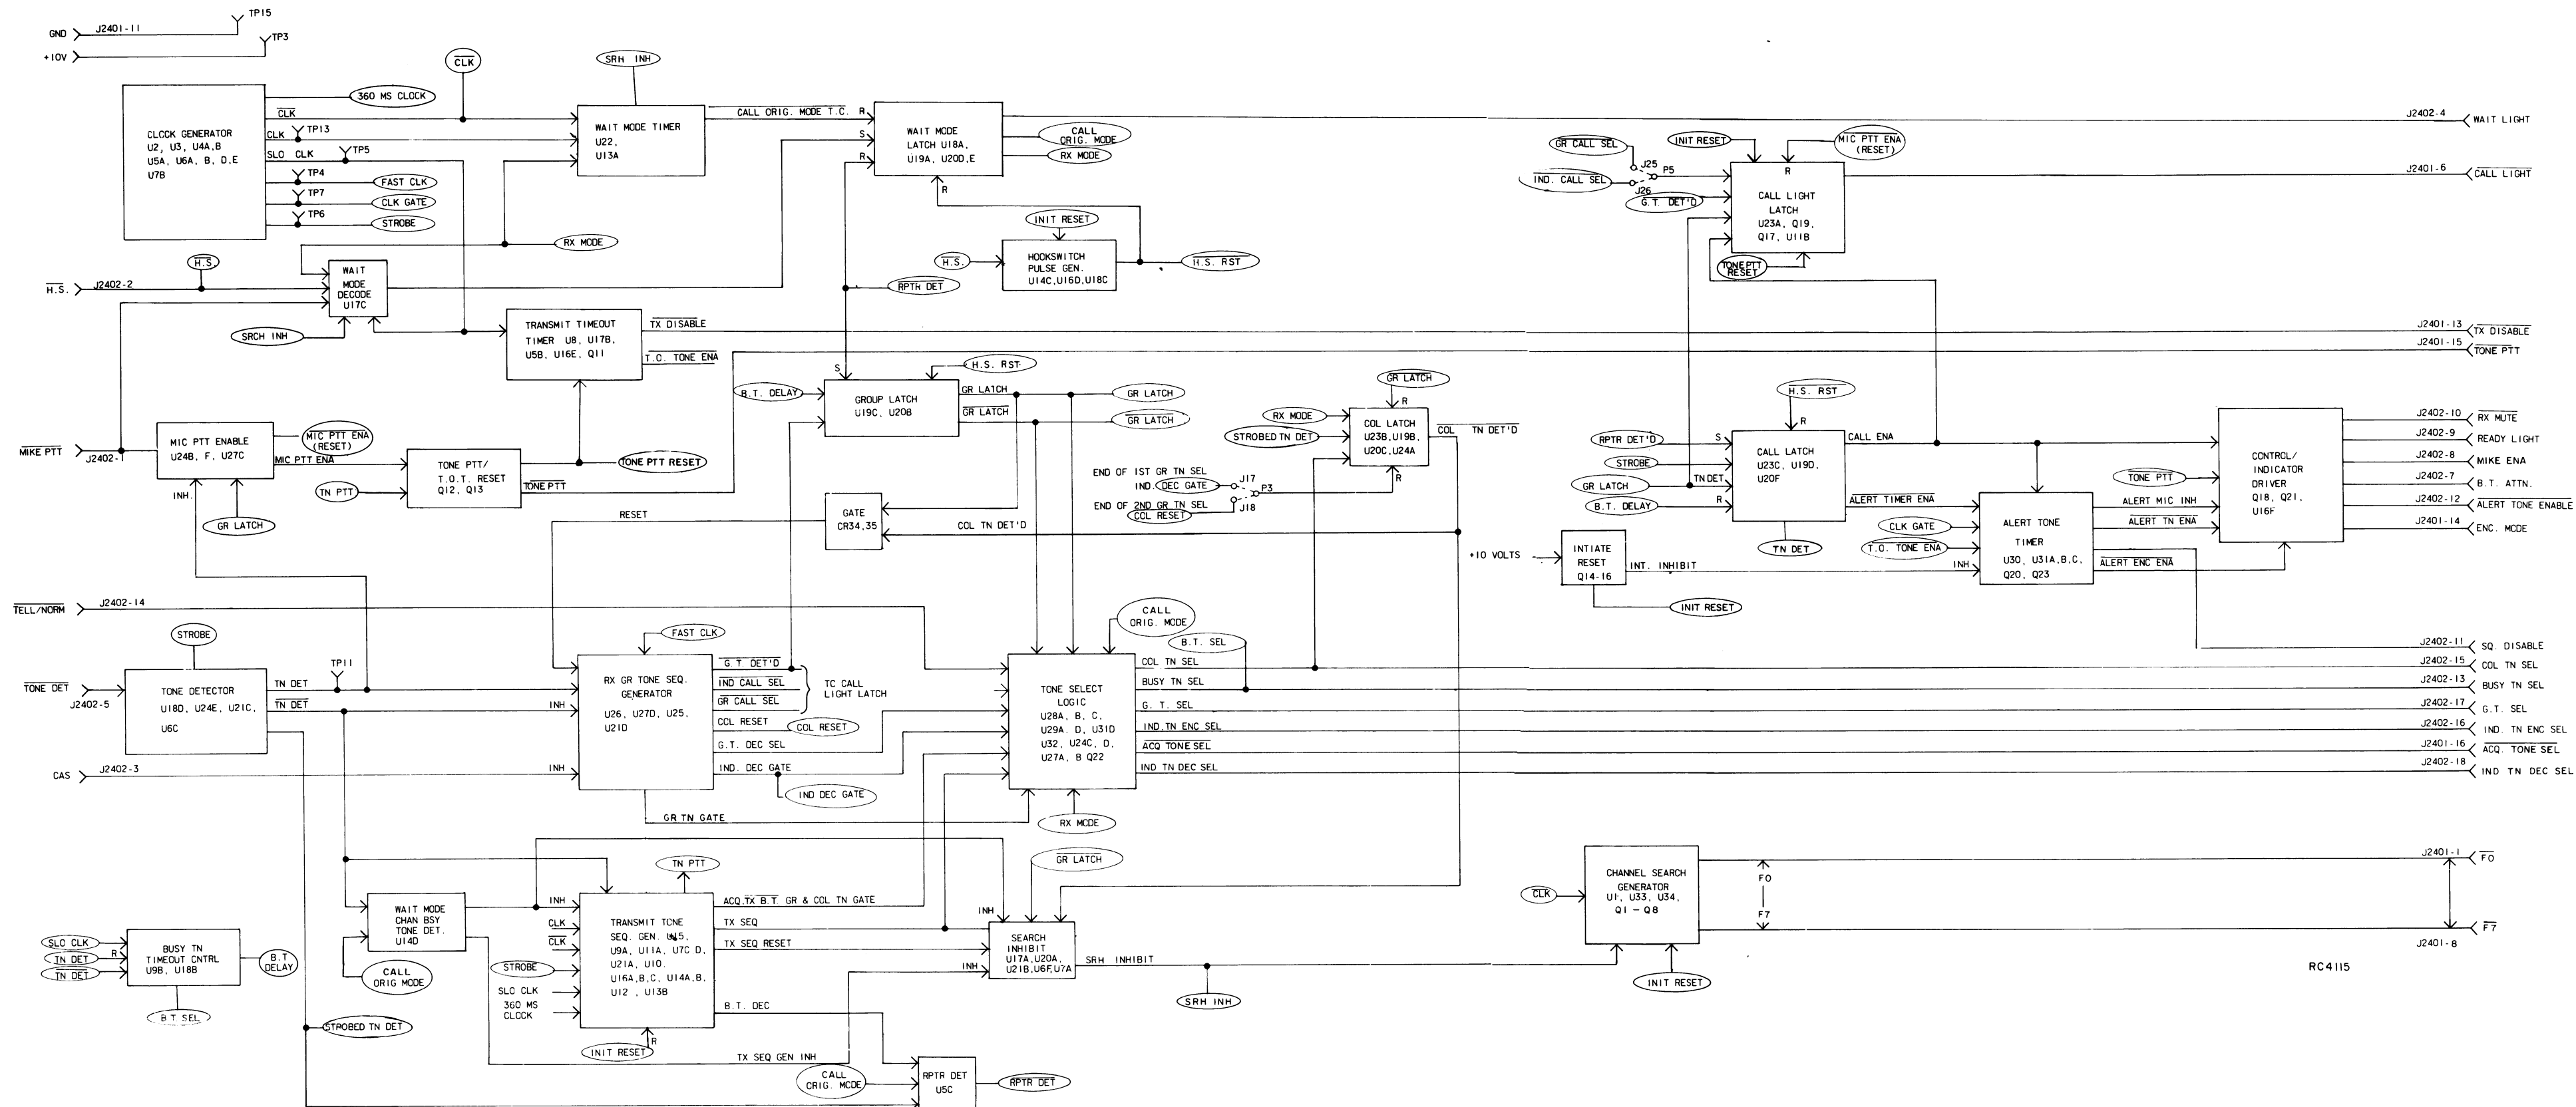 GND J2401-11 TP15
+10V TP3
CLOCK GENERATOR
U2, U3, U4A,B
U5A, U6A, B, D,E
U7B
360 MS CLOCK
CLK
CLK
CLK TP13
SLO CLK TP5
TP4 FAST CLK
TP7 CLK GATE
TP6 STROBE
SRH INH
WAIT MODE TIMER
U22,
U13A
CALL ORIG. MODE T.C. R
S
R
WAIT MODE
LATCH U18A,
U19A, U20D,E
R
CALL
ORIG. MODE
RX MODE
J2402-4 WAIT LIGHT
RX MODE
H.S. J2402-2
H.S.
WAIT
MODE
DECODE
U17C
SRCH INH
INIT RESET
H.S.
HOOKSWITCH
PULSE GEN.
U14C,U16D,U18C
H.S. RST
RPTR DET
GR CALL SEL
J25
P5
IND. CALL SEL
J26
G.T. DET'D
INIT RESET
MIC PTT ENA
(RESET)
R
CALL LIGHT
LATCH
U23A, Q19,
Q17, U11B
TONE PTT
RESET
J2401-6 CALL LIGHT
TRANSMIT TIMEOUT
TIMER U8, U17B,
U5B, U16E, Q11
TX DISABLE
T.O. TONE ENA
J2401-13 TX DISABLE
J2401-15 TONE PTT
MIKE PTT J2402-1
MIC PTT ENABLE
U24B, F, U27C
MIC PTT ENA
(RESET)
MIC PTT ENA
INH.
GR LATCH
TN PTT
TONE PTT/
T.O.T. RESET
Q12, Q13
TONE PTT RESET
TONE PTT
S
H.S. RST
B.T. DELAY
GROUP LATCH
U19C, U20B
GR LATCH
GR LATCH
GR LATCH
GR LATCH
GR LATCH
R
RX MODE
STROBED TN DET
COL LATCH
U23B,U19B,
U20C,U24A
COL TN DET'D
R
END OF 1ST GR TN SEL
IND. DEC GATE
J17
P3
END OF 2ND GR TN SEL
COL RESET
J18
GATE
CR34,35
RESET
COL TN DET'D
H.S. RST
R
RPTR DET'D S
STROBE
GR LATCH TN DET
B.T. DELAY R
CALL LATCH
U23C, U19D,
U20F
CALL ENA
ALERT TIMER ENA
TN DET
+10 VOLTS
INTIATE
RESET
Q14-16
INT. INHIBIT
INIT RESET
CLK GATE
T.O. TONE ENA
INH
ALERT TONE
TIMER
U30, U31A,B,C,
Q20, Q23
TONE PTT
ALERT MIC INH
ALERT TN ENA
ALERT ENC ENA
CONTROL/
INDICATOR
DRIVER
Q18, Q21,
U16F
J2402-10 RX MUTE
J2402-9 READY LIGHT
J2402-8 MIKE ENA
J2402-7 B.T. ATTN.
J2402-12 ALERT TONE ENABLE
J2401-14 ENC. MODE
TELL/NORM J2402-14
STROBE
TONE DET J2402-5
TONE DETECTOR
U18D, U24E, U21C,
U6C
TN DET TP11
TN DET
INH
CAS J2402-3
INH
FAST CLK
RX GR TONE SEQ.
GENERATOR
U26, U27D, U25,
U21D
G.T. DET'D
IND CALL SEL
GR CALL SEL
TC CALL
LIGHT LATCH
CCL RESET
COL RESET
G.T. DEC SEL
IND. DEC GATE
IND DEC GATE
GR TN GATE
CALL
ORIG. MODE
B.T. SEL
TONE SELECT
LOGIC
U28A, B, C,
U29A. D, U31D
U32, U24C, D,
U27A, B Q22
RX MCDE
COL TN SEL
BUSY TN SEL
G. T. SEL
IND.TN ENC SEL
ACQ TONE SEL
IND TN DEC SEL
J2402-11 SQ. DISABLE
J2402-15 COL TN SEL
J2402-13 BUSY TN SEL
J2402-17 G.T. SEL
J2402-16 IND. TN ENC SEL
J2401-16 ACQ. TONE SEL
J2402-18 IND TN DEC SEL
SLO CLK
TN DET R
TN DET
BUSY TN
TIMEOUT CNTRL
U9B, U18B
B.T
DELAY
B.T. SEL
WAIT MODE
CHAN BSY
TONE DET.
U14D
CALL
ORIG MODE
STROBED TN DET
TN PTT
INH
CLK
CLK
STROBE
SLO CLK
360 MS
CLOCK
TRANSMIT TCNE
SEQ. GEN. U15,
U9A, U11A, U7C D,
U21A, U10.
U16A,B,C, U14A,B,
U12 , U13B
R
INIT RESET
ACQ.TX B.T. GR & COL TN GATE
TX SEQ
TX SEQ RESET
B.T. DEC
TX SEQ GEN INH
GR LATCH
INH
INH
SEARCH
INHIBIT
U17A,U20A,
U21B,U6F,U7A
SRH INHIBIT
SRH INH
CALL
CRIG. MCDE
RPTR DET
U5C
RPTR DET
CLK
CHANNEL SEARCH
GENERATOR
U1, U33, U34,
Q1 - Q8
INIT RESET
F0
F7
J2401-1 F0
F7
J2401-8
RC4115